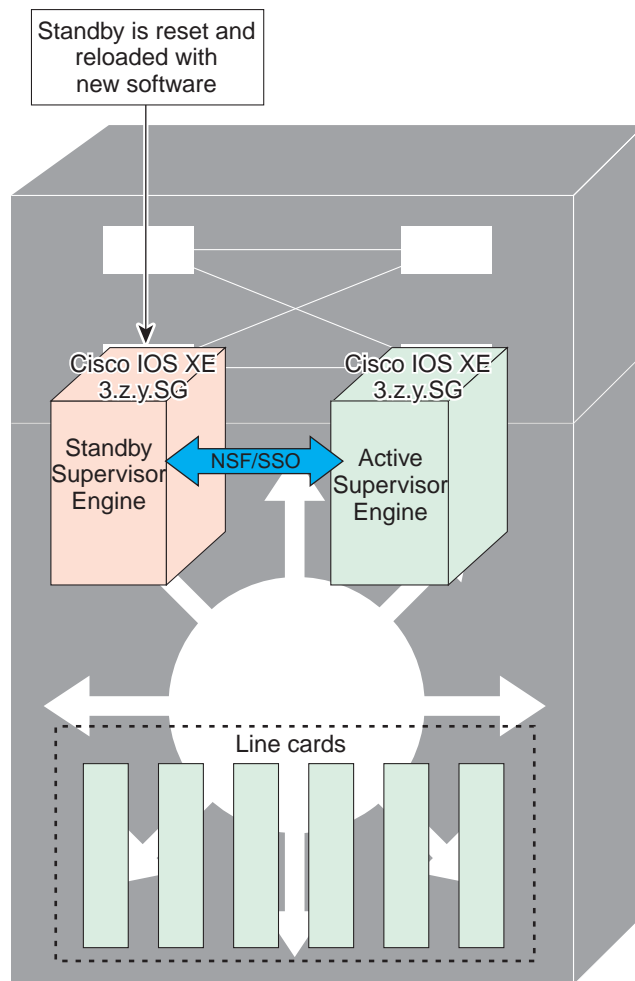 Standby is reset and
reloaded with
new software
Cisco IOS XE
3.z.y.SG
Cisco IOS XE
3.z.y.SG
Standby
Supervisor
Engine
NSF/SSO
Active
Supervisor
Engine
Line cards